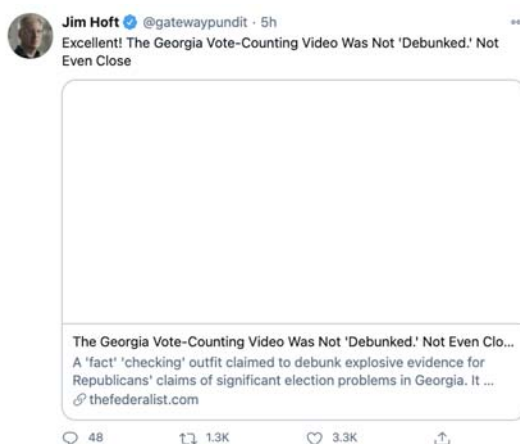 Jim Hoft @gatewaypundit · 5h
Excellent! The Georgia Vote-Counting Video Was Not 'Debunked.' Not
Even Close
The Georgia Vote-Counting Video Was Not 'Debunked.' Not Even Clo...
A 'fact' 'checking' outfit claimed to debunk explosive evidence for
Republicans' claims of significant election problems in Georgia. It ...
thefederalist.com
48 1.3K 3.3K